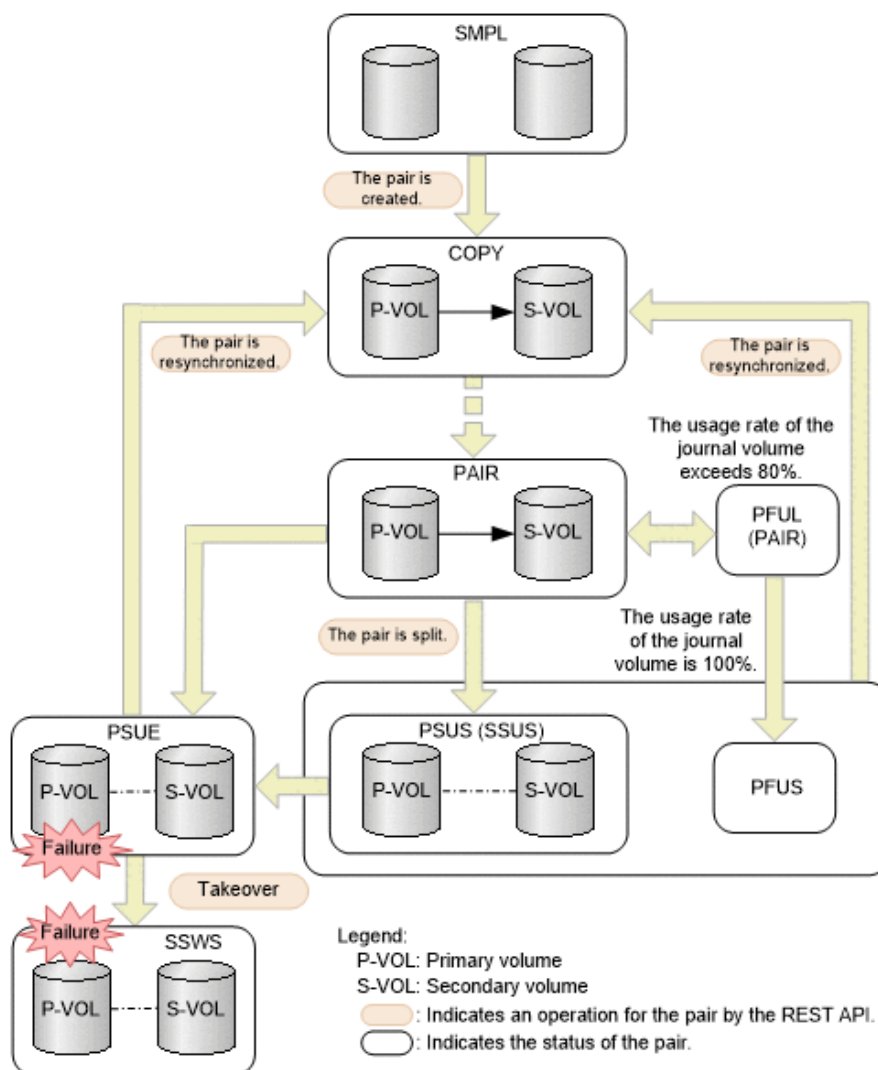 SMPL
The pair is
created.
COPY
P-VOL
S-VOL
The pair is
resynchronized.
The pair is
resynchronized.
The usage rate of the
journal volume
exceeds 80%.
PAIR
P-VOL
S-VOL
PFUL
(PAIR)
The pair is split.
The usage rate
of the journal
volume is 100%.
PSUE
P-VOL
S-VOL
Failure
PSUS (SSUS)
P-VOL
S-VOL
PFUS
Takeover
Failure
SSWS
P-VOL
S-VOL
Legend:
P-VOL: Primary volume
S-VOL: Secondary volume
: Indicates an operation for the pair by the REST API.
: Indicates the status of the pair.